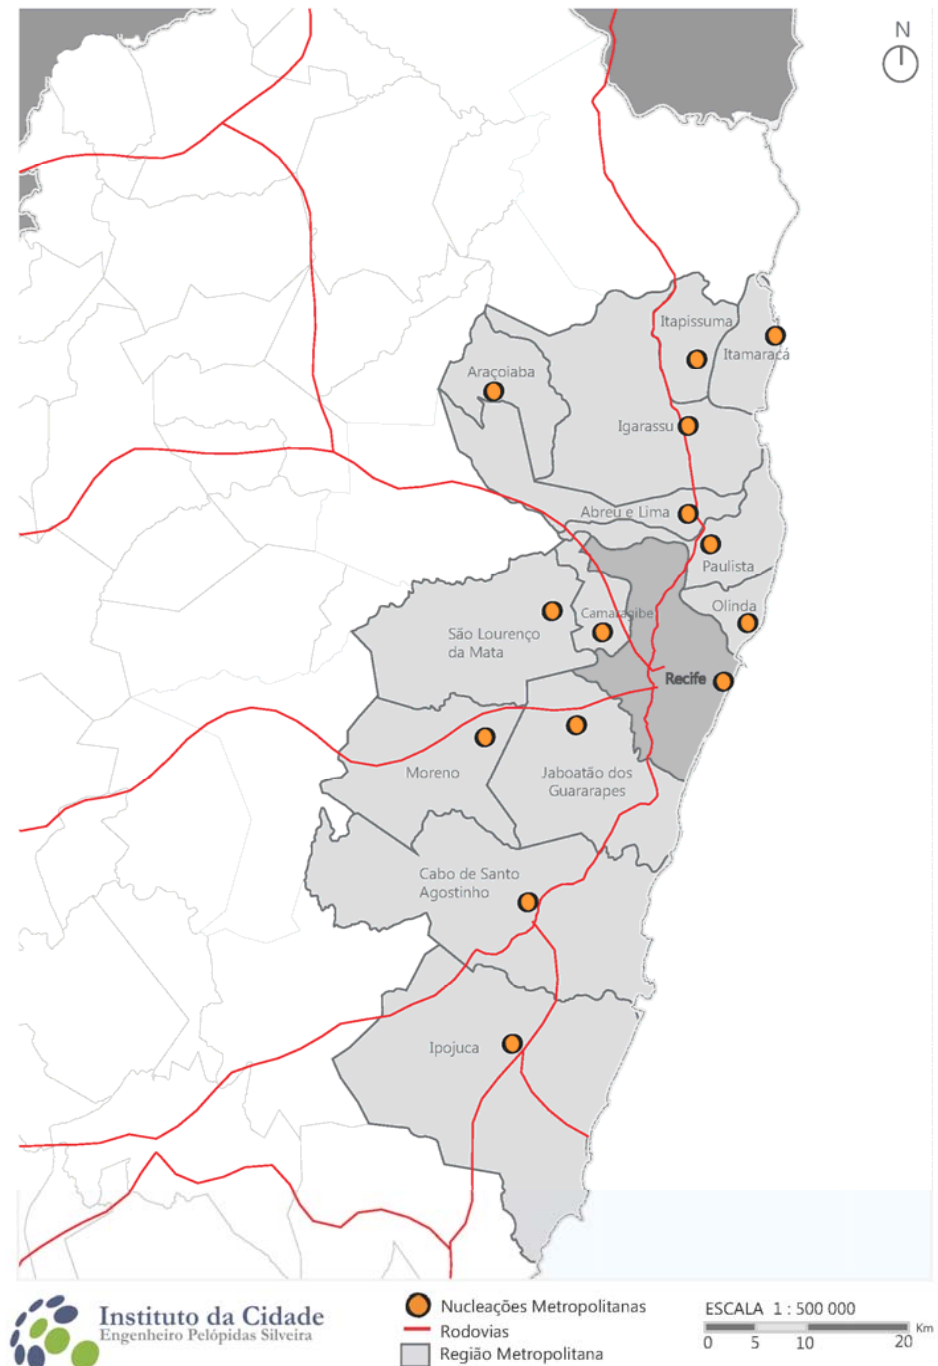 N
Itapissuma
Itamaracá
Araçoiaba
Igarassu
Abreu e Lima
Paulista
Olinda
Camaragibe
São Lourenço
da Mata
Recife
Moreno
Jaboatão dos
Guararapes
Cabo de Santo
Agostinho
Ipojuca
Instituto da Cidade
Engenheiro Pelópidas Silveira
Nucleações Metropolitanas
Rodovias
Região Metropolitana
ESCALA 1 : 500 000
0 5 10 20 Km